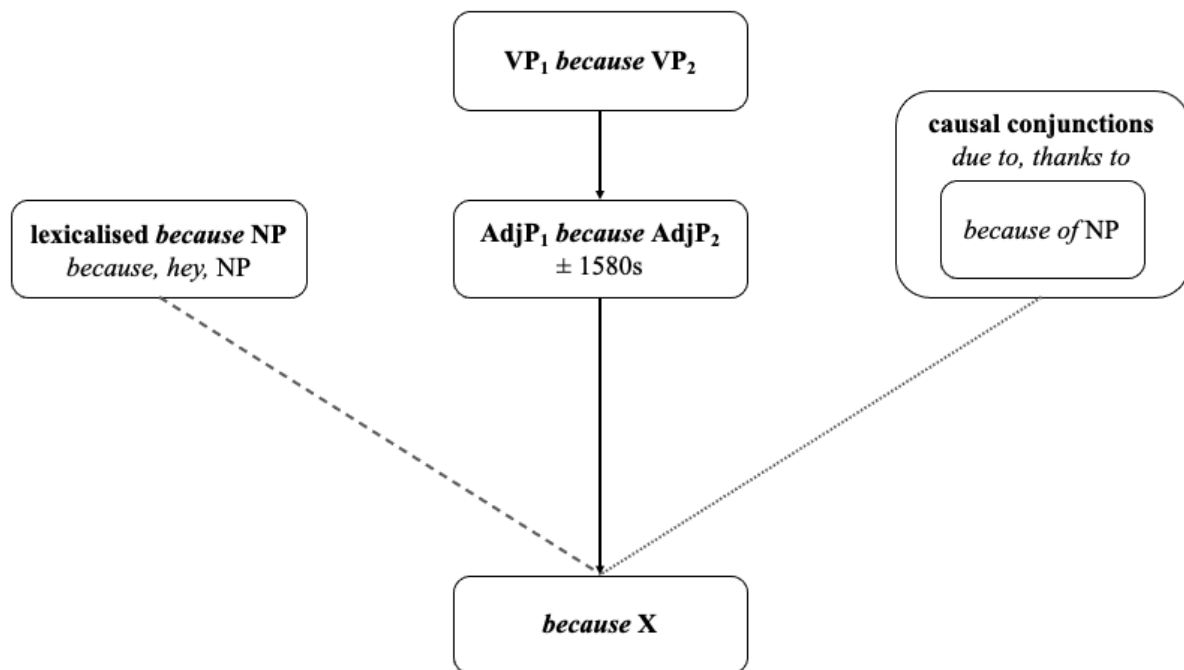 VP₁ because VP₂
causal conjunctions
due to, thanks to
because of NP
lexicalised because NP
because, hey, NP
AdjP₁ because AdjP₂
± 1580s
because X